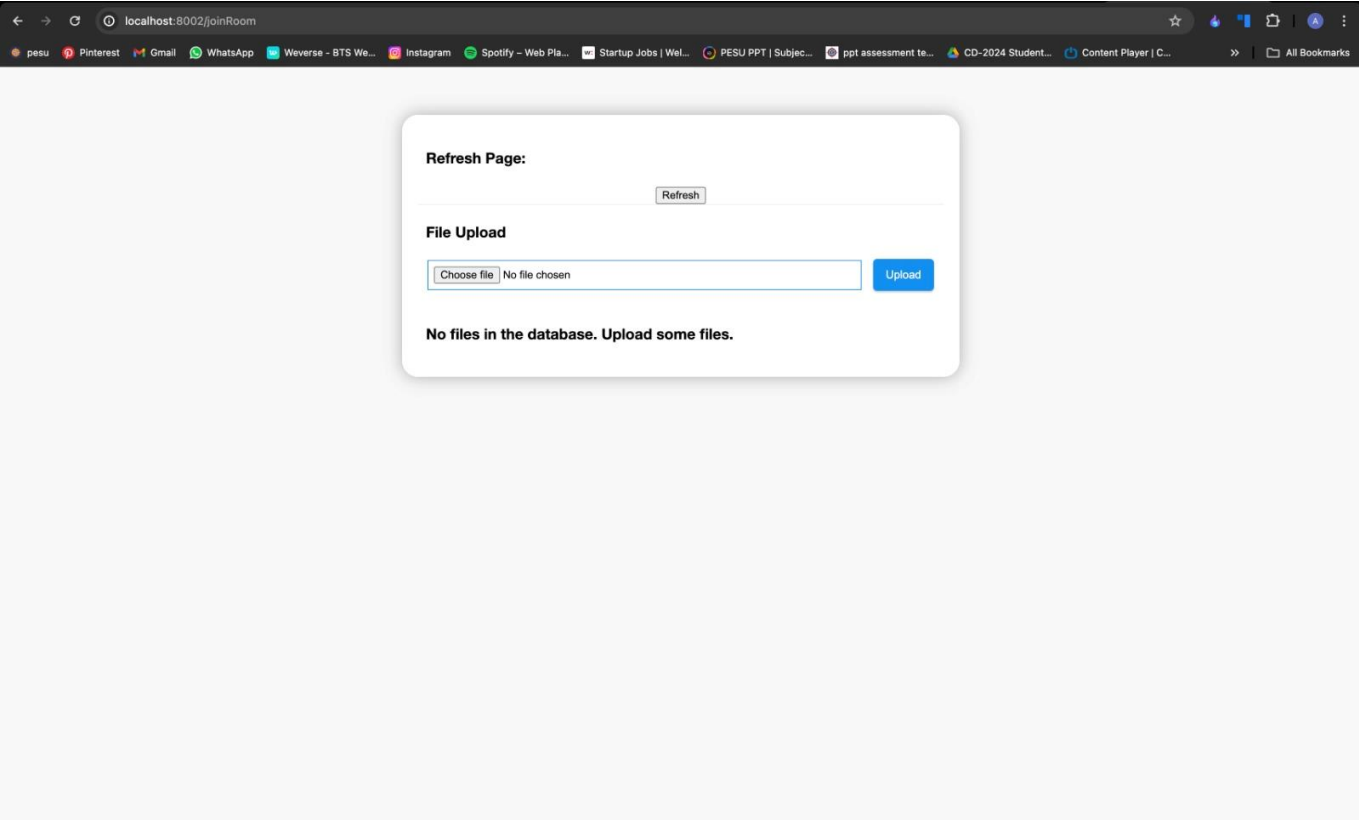 localhost:8002/joinRoom
pesu Pinterest Gmail WhatsApp Weverse - BTS We... Instagram Spotify – Web Pla... Startup Jobs | Wel... PESU PPT | Subjec... ppt assessment te... CD-2024 Student... Content Player | C... » All Bookmarks
Refresh Page:
Refresh
File Upload
Choose file No file chosen Upload
No files in the database. Upload some files.